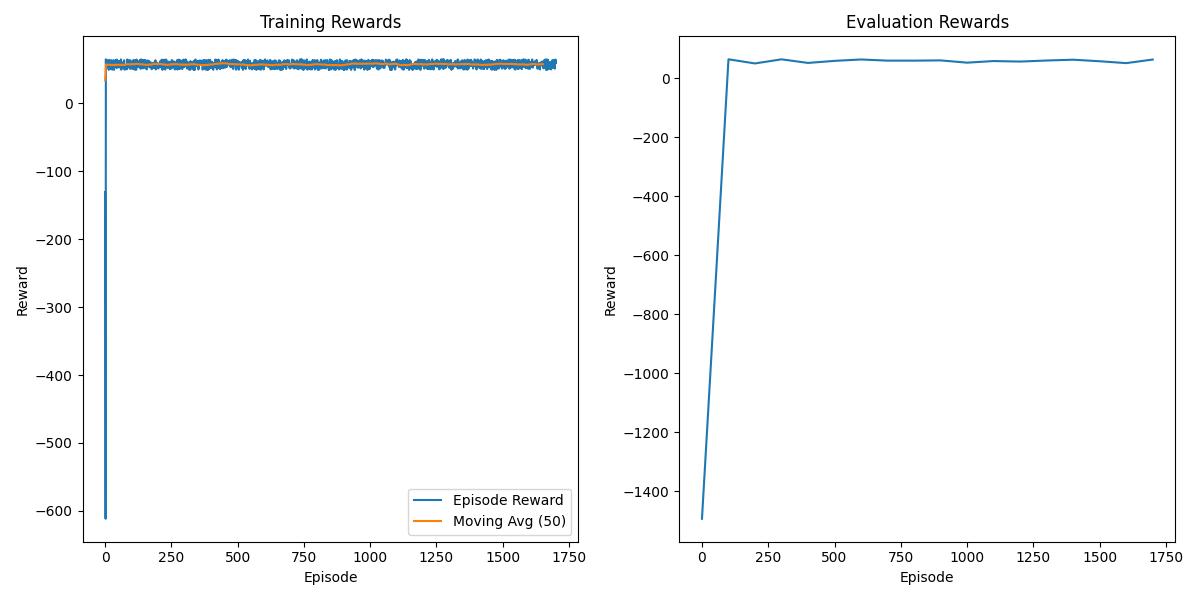 Training Rewards
Reward
0
−100
−200
−300
−400
−500
−600
Episode Reward
Moving Avg (50)
0 250 500 750 1000 1250 1500 1750
Episode
Evaluation Rewards
Reward
0
−200
−400
−600
−800
−1000
−1200
−1400
0 250 500 750 1000 1250 1500 1750
Episode